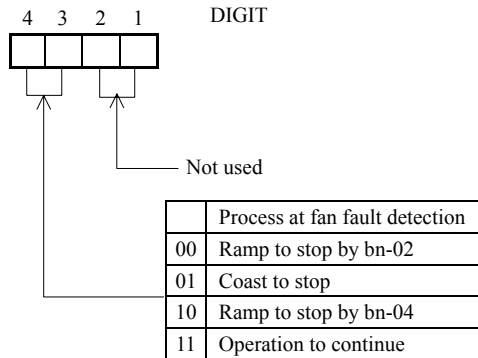 4 3 2 1 DIGIT
Not used
Process at fan fault detection
00 Ramp to stop by bn-02
01 Coast to stop
10 Ramp to stop by bn-04
11 Operation to continue